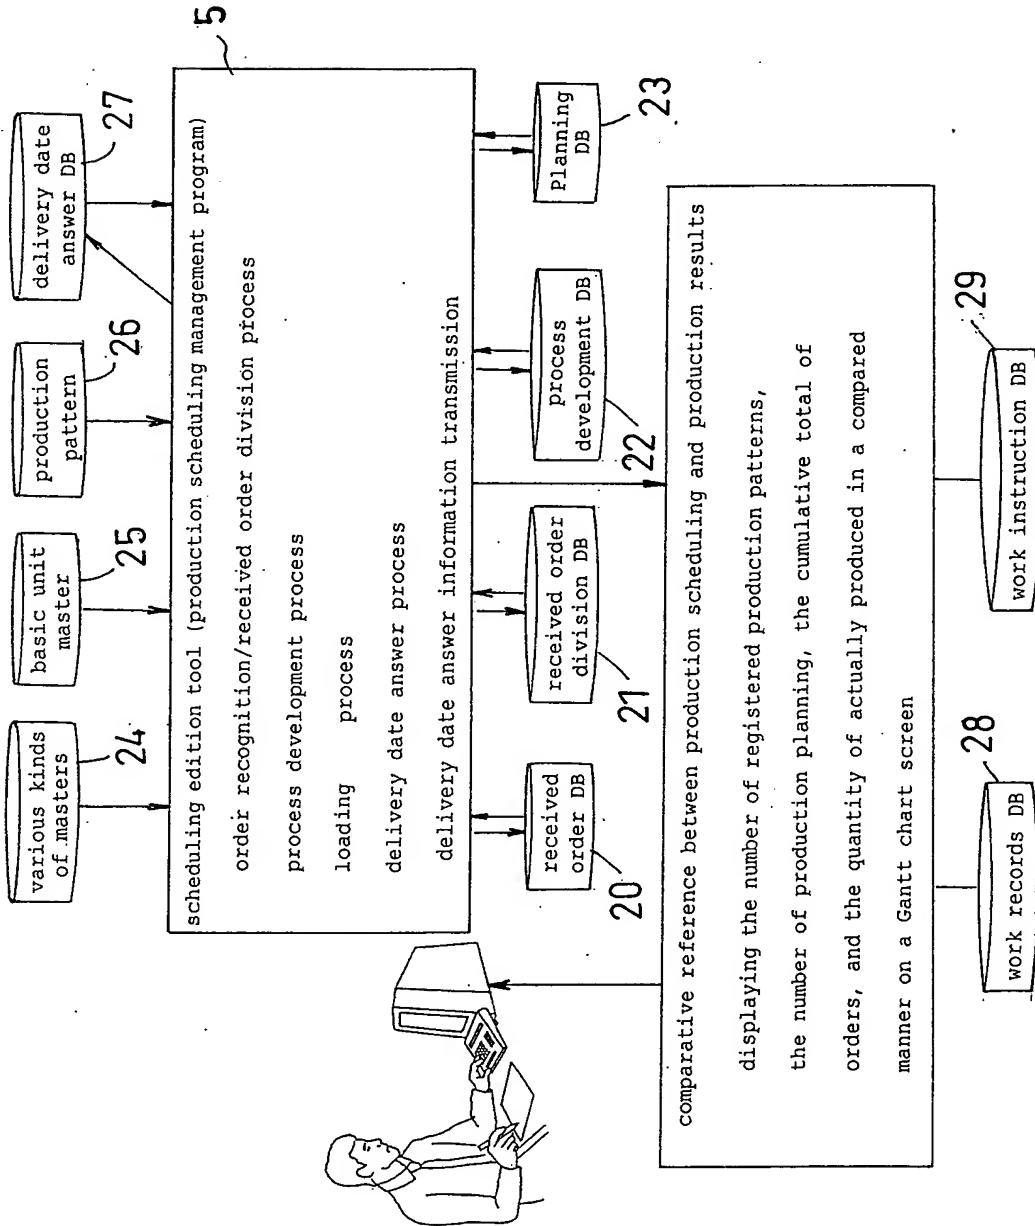 various kinds
of masters
24
basic unit
master
25
production
pattern
26
delivery date
answer DB
27
5
scheduling edition tool (production scheduling management program)
order recognition/received order division process
process development process
loading process
delivery date answer process
delivery date answer information transmission
received
order DB
20
received order
division DB
21
process
development DB
22
Planning
DB
23
comparative reference between production scheduling and production results
displaying the number of registered production patterns,
the number of production planning, the cumulative total of
orders, and the quantity of actually produced in a compared
manner on a Gantt chart screen
work records DB
28
work instruction DB
29